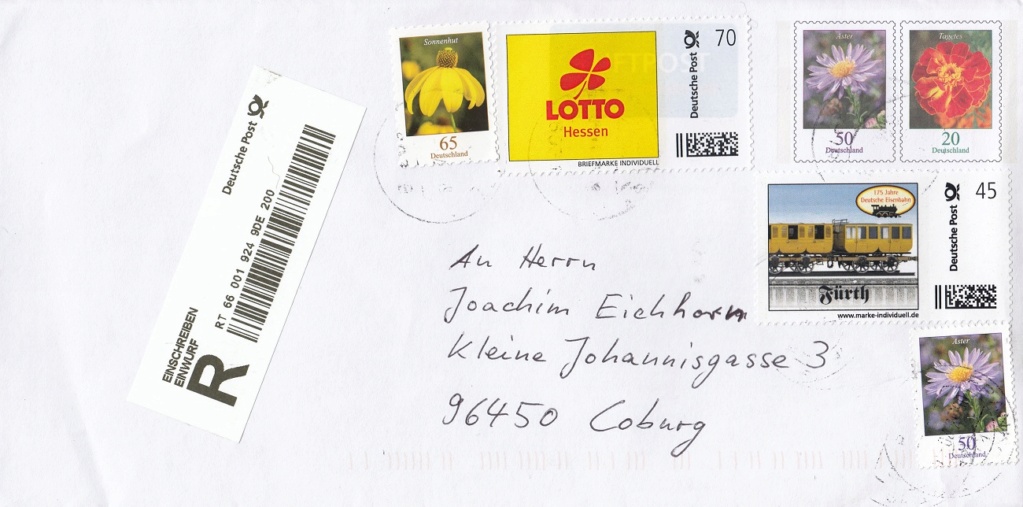 Sonnenhut
65
Deutschland
LOTTO
Hessen
BRIEFMARKE INDIVIDUELL
Deutsche Post
70
Aster
50
Deutschland
Tagetes
20
Deutschland
175 Jahre
Deutsche Eisenbahn
Fürth
www.marke-individuell.de
Deutsche Post
45
Aster
50
Deutschland
Deutsche Post
RT 66 001 924 9DE 200
EINSCHREIBEN
EINWURF
R
An Herrn
Joachim Eichhorn
Kleine Johannisgasse 3
96450 Coburg